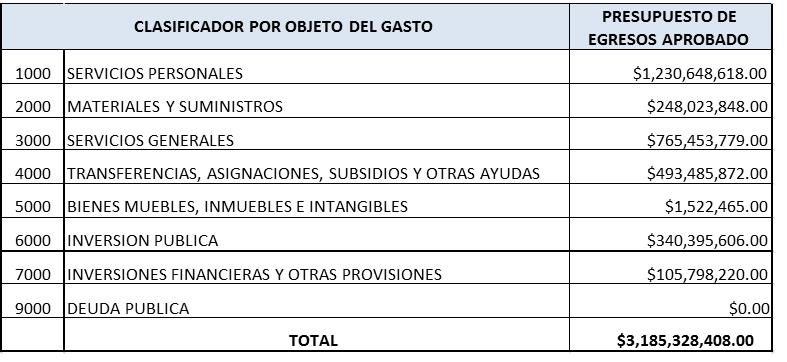 CLASIFICADOR POR OBJETO DEL GASTO PRESUPUESTO DE
EGRESOS APROBADO
1000 SERVICIOS PERSONALES $1,230,648,618.00
2000 MATERIALES Y SUMINISTROS $248,023,848.00
3000 SERVICIOS GENERALES $765,453,779.00
4000 TRANSFERENCIAS, ASIGNACIONES, SUBSIDIOS Y OTRAS AYUDAS $493,485,872.00
5000 BIENES MUEBLES, INMUEBLES E INTANGIBLES $1,522,465.00
6000 INVERSION PUBLICA $340,395,606.00
7000 INVERSIONES FINANCIERAS Y OTRAS PROVISIONES $105,798,220.00
9000 DEUDA PUBLICA $0.00
TOTAL $3,185,328,408.00